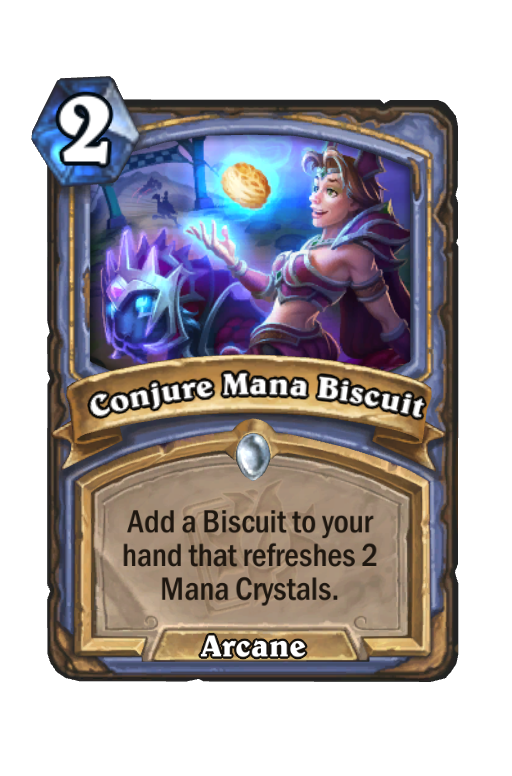 2
Conjure Mana Biscuit
Add a Biscuit to your
hand that refreshes 2
Mana Crystals.
Arcane